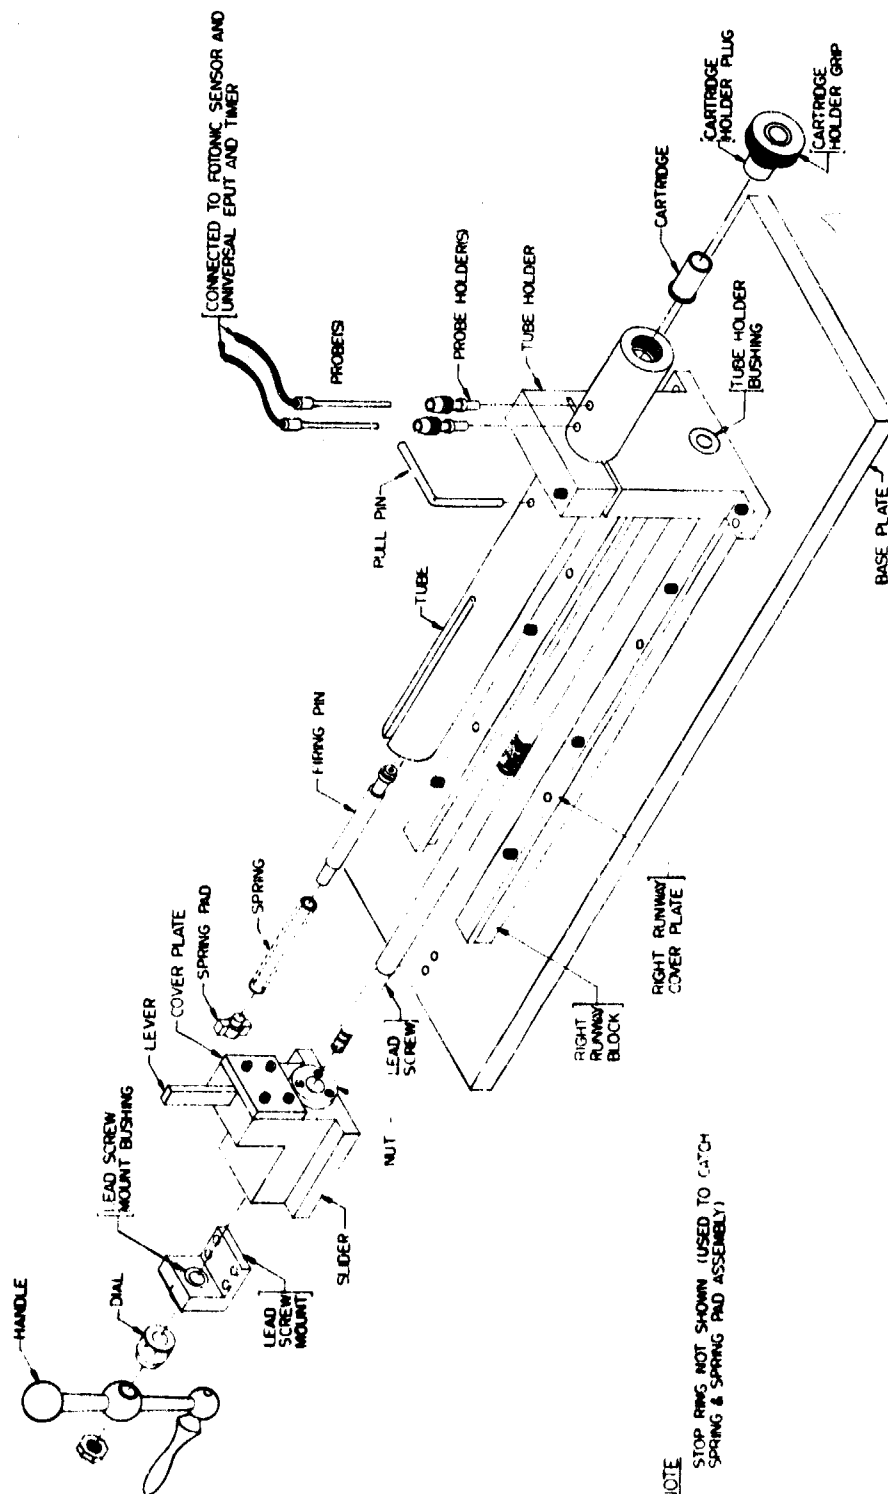 HANDLE
DIAL
LEAD SCREW
MOUNT BUSHING
LEAD
SCREW
MOUNT
SLIDER
LEVER
COVER PLATE
SPRING PAD
SPRING
NUT
LEAD
SCREW
FIRING PIN
TUBE
PULL PIN
PROBE(S)
CONNECTED TO FOTONIC SENSOR AND
UNIVERSAL EPUT AND TIMER
PROBE HOLDER(S)
TUBE HOLDER
CARTRIDGE
CARTRIDGE
HOLDER PLUG
CARTRIDGE
HOLDER GRIP
TUBE HOLDER
BUSHING
BASE PLATE
RIGHT RUNWAY
COVER PLATE
RIGHT
RUNWAY
BLOCK
NOTE
STOP RING NOT SHOWN (USED TO CATCH
SPRING & SPRING PAD ASSEMBLY)